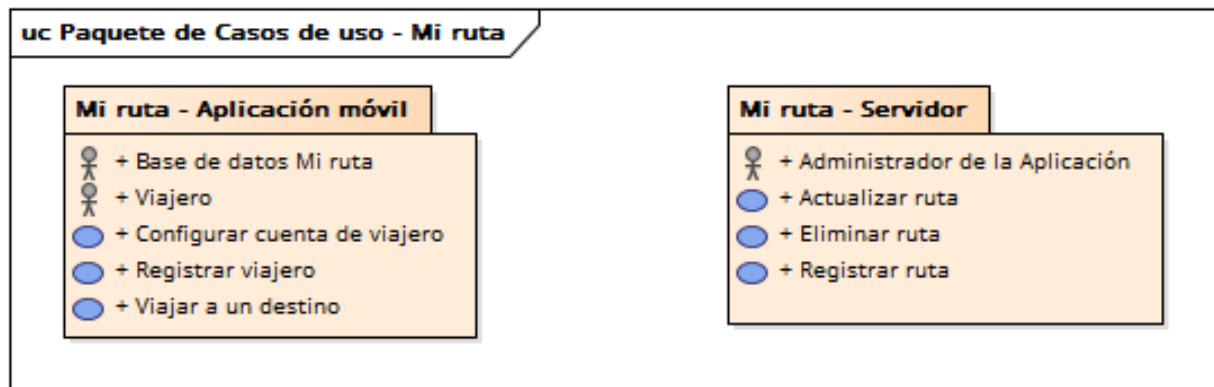 uc Paquete de Casos de uso - Mi ruta
Mi ruta - Aplicación móvil
+ Base de datos Mi ruta
+ Viajero
+ Configurar cuenta de viajero
+ Registrar viajero
+ Viajar a un destino
Mi ruta - Servidor
+ Administrador de la Aplicación
+ Actualizar ruta
+ Eliminar ruta
+ Registrar ruta